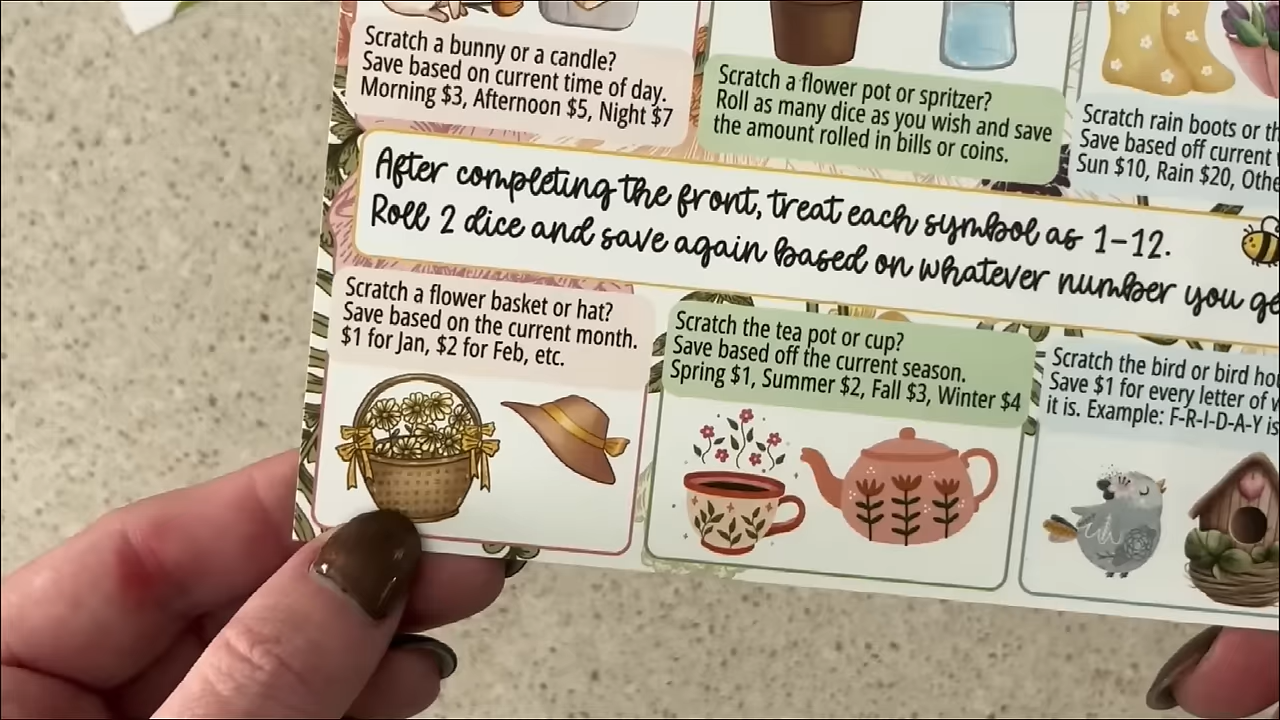 Scratch a bunny or a candle?
Save based on current time of day.
Morning $3, Afternoon $5, Night $7
Scratch a flower pot or spritzer?
Roll as many dice as you wish and save
the amount rolled in bills or coins.
Scratch rain boots or
Save based off current
Sun $10, Rain $20,
After completing the front, treat each symbol as 1-12.
Roll 2 dice and save again based on whatever number you
Scratch a flower basket or hat?
Save based on the current month.
$1 for Jan, $2 for Feb, etc.
Scratch the tea pot or cup?
Save based off the current season.
Spring $1, Summer $2, Fall $3, Winter $4
Scratch the bird or bird
Save $1 for every letter of
it is. Example: F-R-I-D-A-Y is